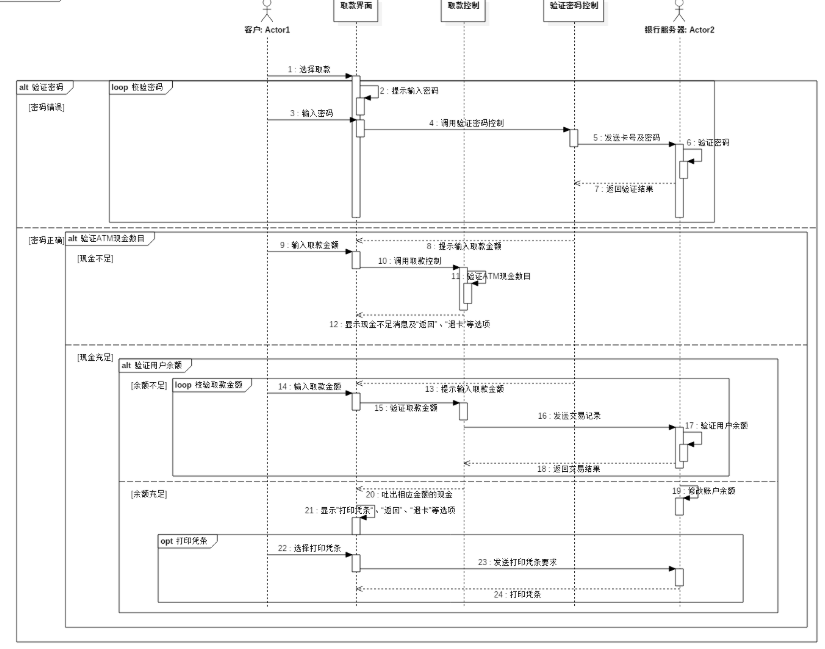 取款界面
取款控制
验证密码控制
客户: Actor1
银行服务器: Actor2
1 : 选择取款
alt 验证密码
loop 核验密码
2 : 提示输入密码
[密码错误]
3 : 输入密码
4 : 调用验证密码控制
5 : 发送卡号及密码
6 : 验证密码
7 : 返回验证结果
[密码正确]
alt 验证ATM现金数目
8 : 提示输入取款金额
9 : 输入取款金额
[现金不足]
10 : 调用取款控制
11 : 验证ATM现金数目
12 : 显示现金不足消息及“返回”、“退卡”等选项
[现金充足]
alt 验证用户余额
[余额不足]
loop 核验取款金额
13 : 提示输入取款金额
14 : 输入取款金额
15 : 验证取款金额
16 : 发送交易记录
17 : 验证用户余额
18 : 返回交易结果
[余额充足]
19 : 修改账户余额
20 : 吐出相应金额的现金
21 : 显示“打印凭条”、“返回”、“退卡”等选项
opt 打印凭条
22 : 选择打印凭条
23 : 发送打印凭条要求
24 : 打印凭条